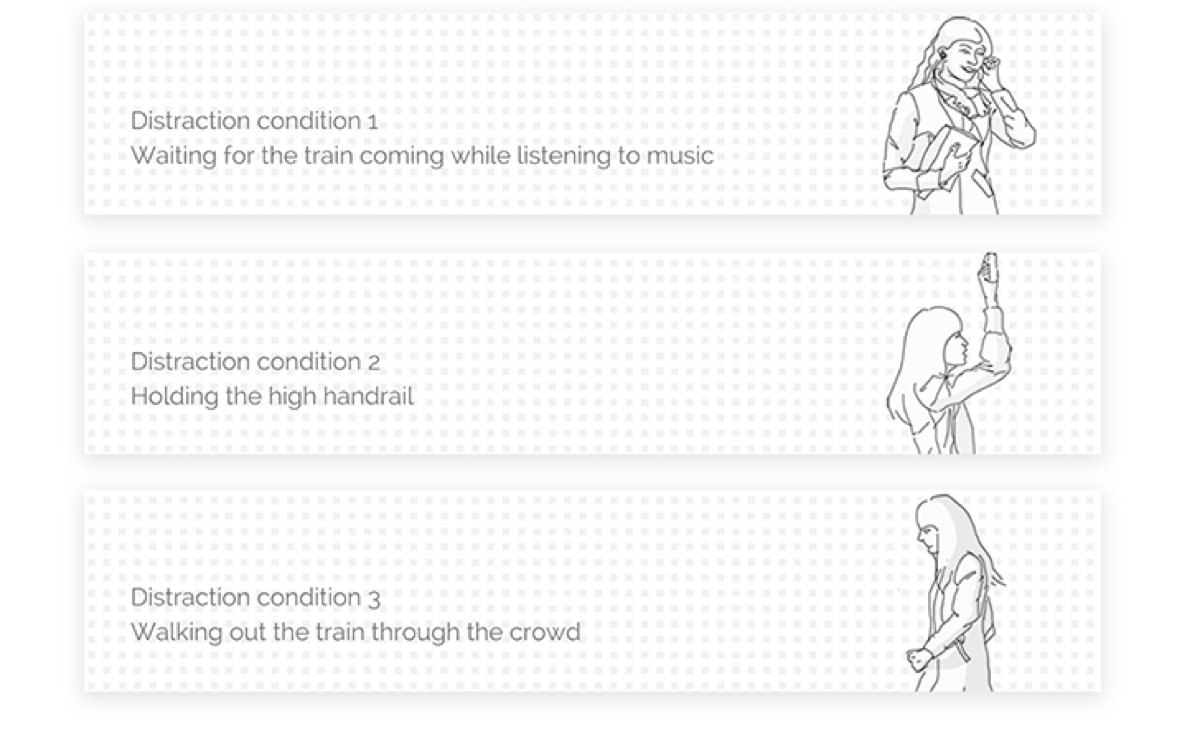 Distraction condition 1
Waiting for the train coming while listening to music
Distraction condition 2
Holding the high handrail
Distraction condition 3
Walking out the train through the crowd